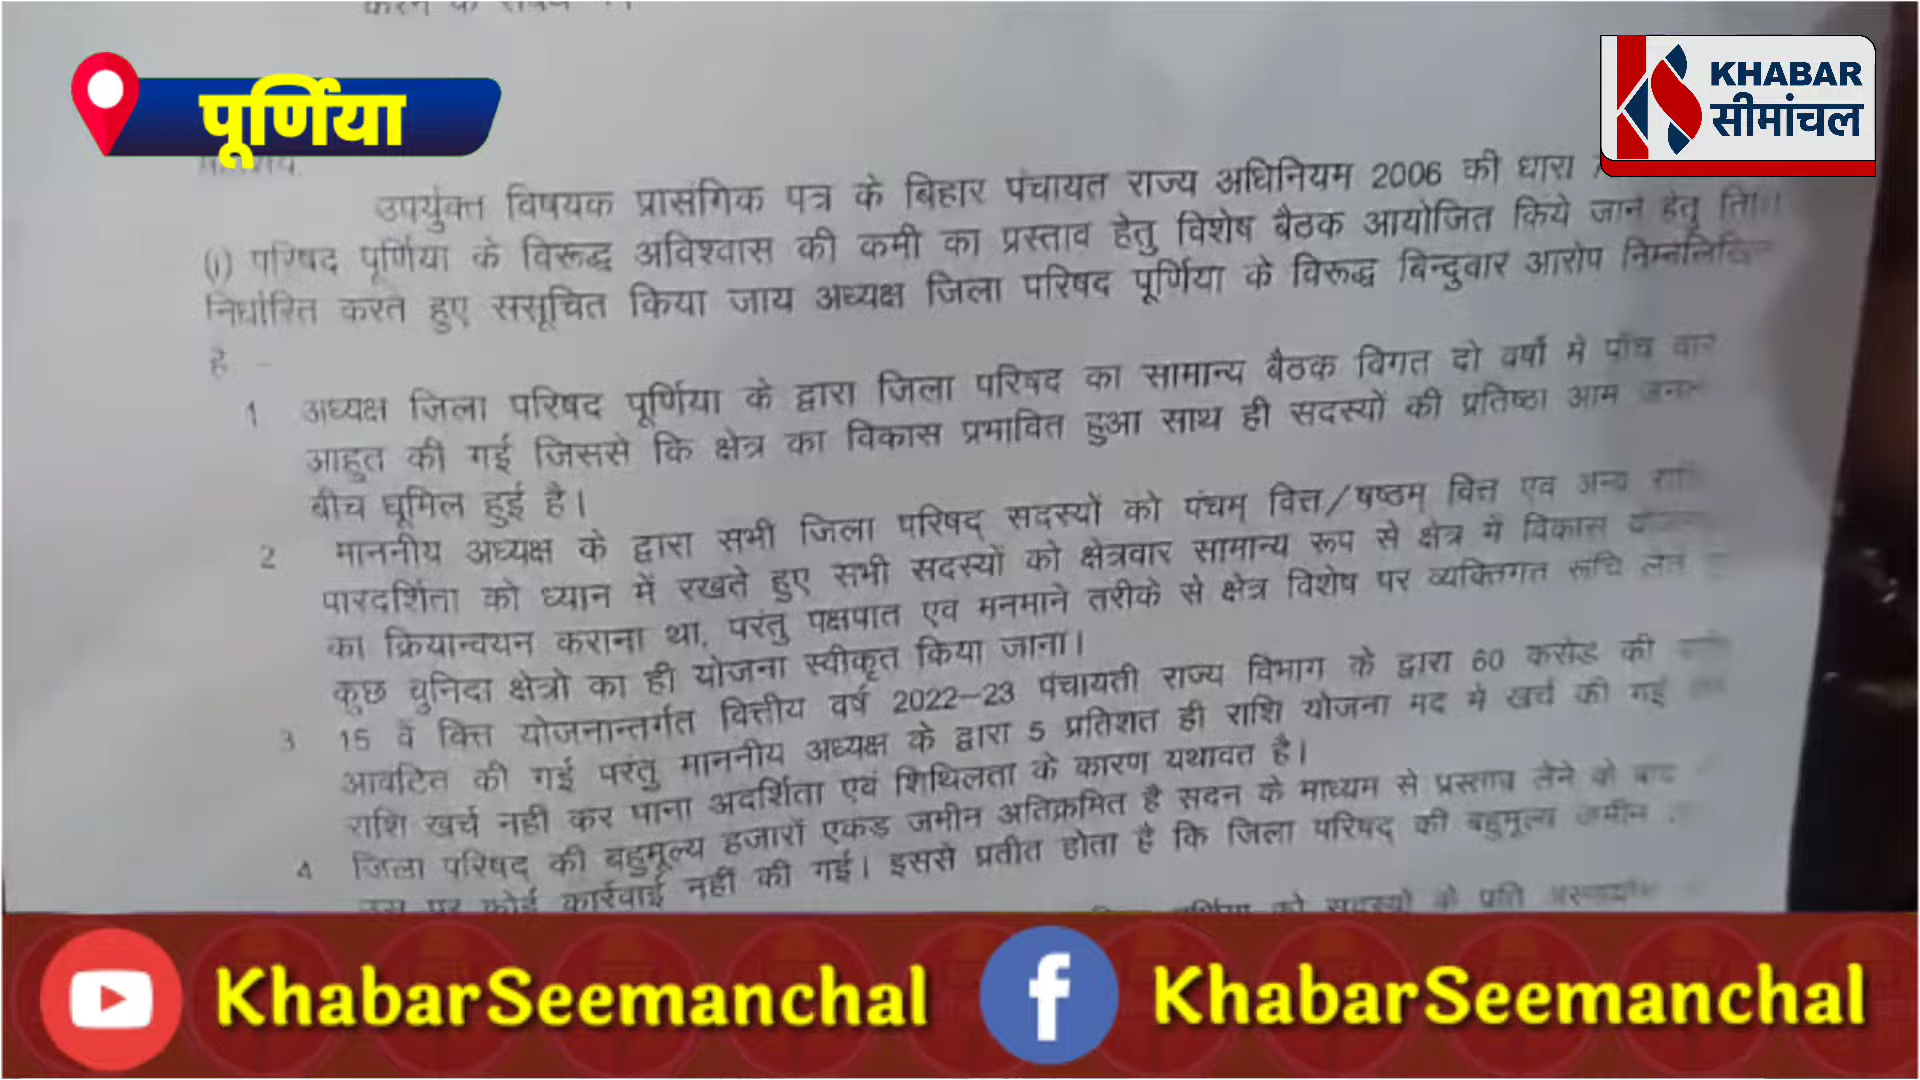 पूर्णिया
KHABAR
सीमांचल
उपर्युक्त विषयक प्रासंगिक पत्र के बिहार पंचायत राज्य अधिनियम 2006 की धारा
(i) परिषद पूर्णिया के विरूद्ध अविश्वास की कमी का प्रस्ताव हेतु विशेष बैठक आयोजित किये जाने हेतु
निर्धारित करते हुए ससूचित किया जाय अध्यक्ष जिला परिषद पूर्णिया के विरूद्ध बिन्दुवार आरोप निम्नलिखित
है -
1 अध्यक्ष जिला परिषद पूर्णिया के द्वारा जिला परिषद का सामान्य बैठक विगत दो वर्षों मे पाँच बार
आहुत की गई जिससे कि क्षेत्र का विकास प्रभावित हुआ साथ ही सदस्यों की प्रतिष्ठा आम
बीच घूमिल हुई है।
2 माननीय अध्यक्ष के द्वारा सभी जिला परिषद् सदस्यों को पंचम् वित्त/षष्ठम् वित्त एव अन्य
पारदर्शिता को ध्यान में रखते हुए सभी सदस्यों को क्षेत्रवार सामान्य रूप से क्षेत्र में विकास
का क्रियान्वयन कराना था, परंतु पक्षपात एव मनमाने तरीके से क्षेत्र विशेष पर व्यक्तिगत रूचि लेते
कुछ चुनिदा क्षेत्रो का ही योजना स्वीकृत किया जाना।
3 15 वें वित्त योजनान्तर्गत वित्तीय वर्ष 2022-23 पंचायती राज्य विभाग के द्वारा 60 करोड की
आवटित की गई परंतु माननीय अध्यक्ष के द्वारा 5 प्रतिशत ही राशि योजना मद मे खर्च की गई
राशि खर्च नही कर पाना अदर्शिता एवं शिथिलता के कारण यथावत है।
4 जिला परिषद् की बहुमूल्य हजारों एकड़ जमीन अतिक्रमित है सदन के माध्यम से प्रस्ताव लेने के बाद
उस पर कोई कार्रवाई नहीं की गई। इससे प्रतीत होता है कि जिला परिषद् की बहुमूल्य जमीन
को सदस्यो के प्रति
KhabarSeemanchal
KhabarSeemanchal